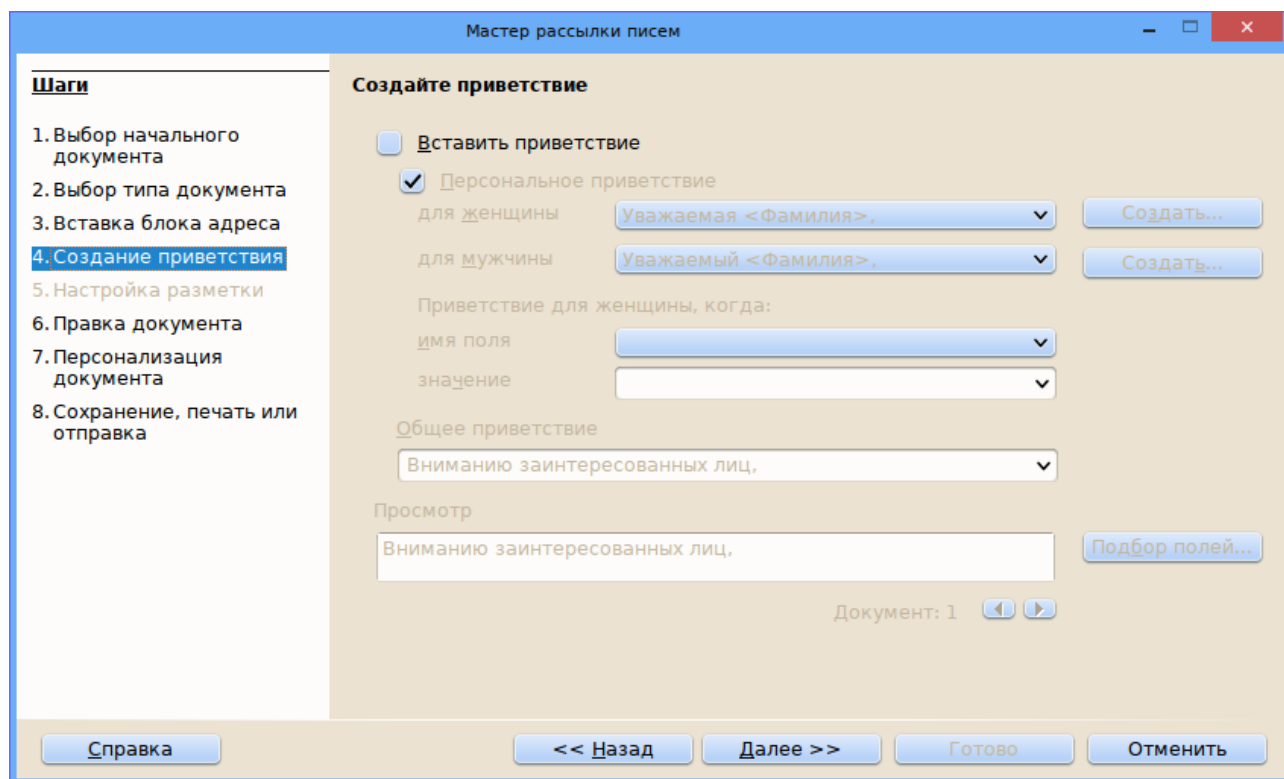 Мастер рассылки писем
Шаги
1. Выбор начального
документа
2. Выбор типа документа
3. Вставка блока адреса
4. Создание приветствия
5. Настройка разметки
6. Правка документа
7. Персонализация
документа
8. Сохранение, печать или
отправка
Создайте приветствие
Вставить приветствие
Персональное приветствие
для женщины Уважаемая <Фамилия>, Создать...
для мужчины Уважаемый <Фамилия>, Создать...
Приветствие для женщины, когда:
имя поля
значение
Общее приветствие
Вниманию заинтересованных лиц,
Просмотр
Вниманию заинтересованных лиц, Подбор полей...
Документ: 1
Справка << Назад Далее >> Готово Отменить